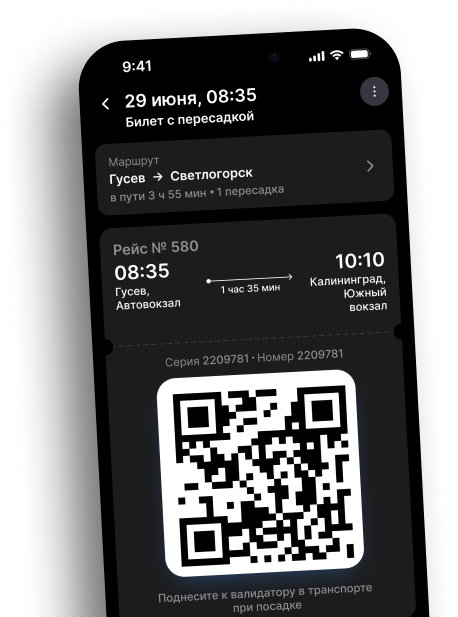 9:41
29 июня, 08:35
Билет с пересадкой
Маршрут
Гусев → Светлогорск
в пути 3 ч 55 мин • 1 пересадка
Рейс № 580
08:35
10:10
Гусев,
Автовокзал
1 час 35 мин
Калининград,
Южный
вокзал
Серия 2209781 · Номер 2209781
Поднесите к валидатору в транспорте
при посадке